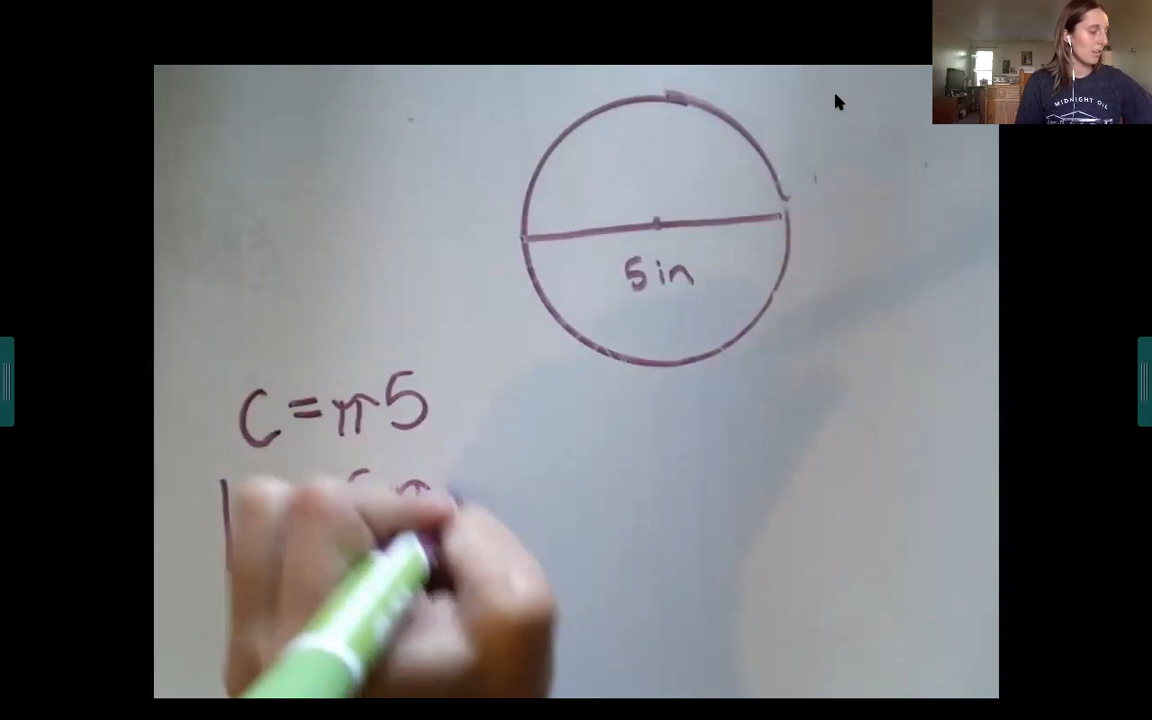 MIDNIGHT OIL
5 in
C = π5